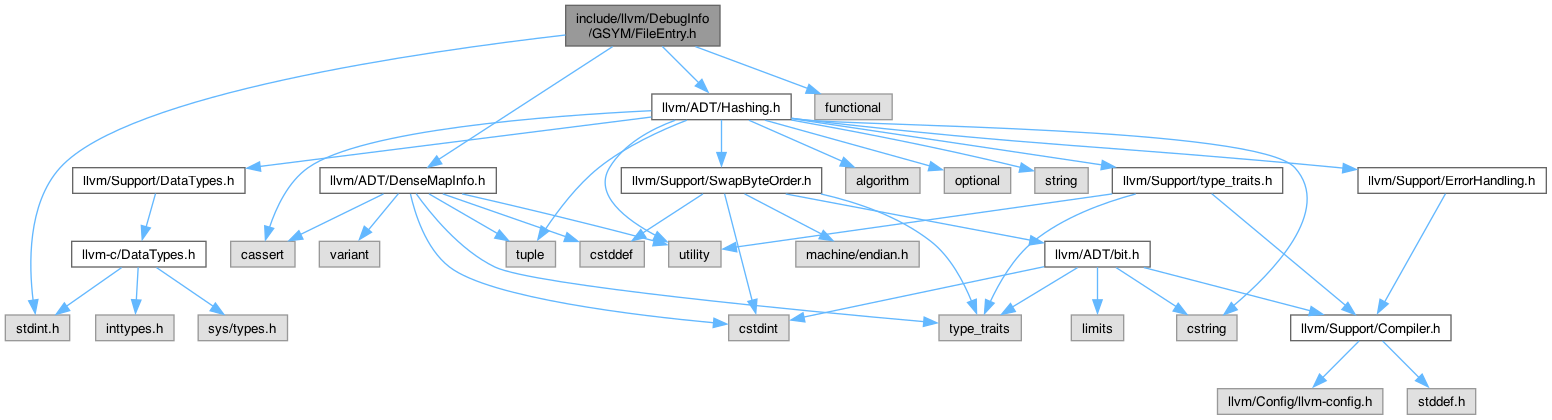 include/llvm/DebugInfo
/GSYM/FileEntry.h
llvm/ADT/Hashing.h
functional
llvm/Support/DataTypes.h
llvm/ADT/DenseMapInfo.h
llvm/Support/SwapByteOrder.h
algorithm
optional
string
llvm/Support/type_traits.h
llvm/Support/ErrorHandling.h
llvm-c/DataTypes.h
cassert
variant
tuple
cstddef
utility
machine/endian.h
llvm/ADT/bit.h
stdint.h
inttypes.h
sys/types.h
cstdint
type_traits
limits
cstring
llvm/Support/Compiler.h
llvm/Config/llvm-config.h
stddef.h